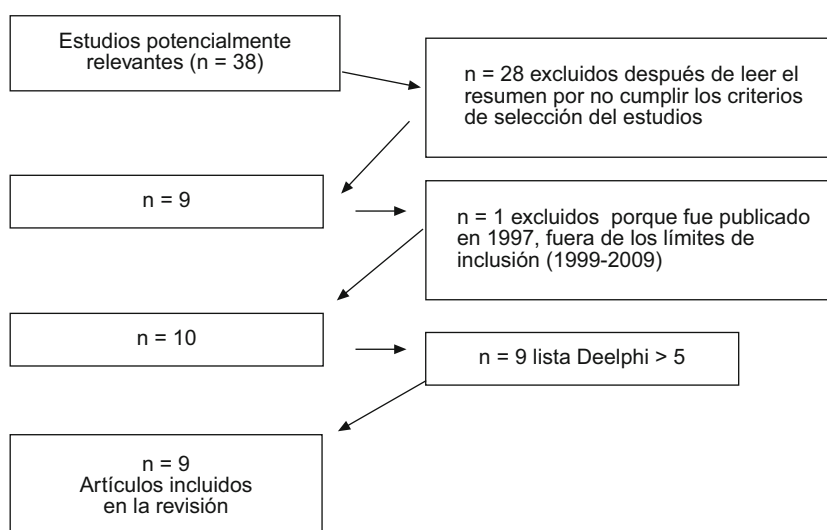 Estudios potencialmente
relevantes (n = 38)
n = 28 excluidos después de leer el
resumen por no cumplir los criterios
de selección del estudios
n = 9
n = 1 excluidos porque fue publicado
en 1997, fuera de los límites de
inclusión (1999-2009)
n = 10
n = 9 lista Deelphi > 5
n = 9
Artículos incluidos
en la revisión